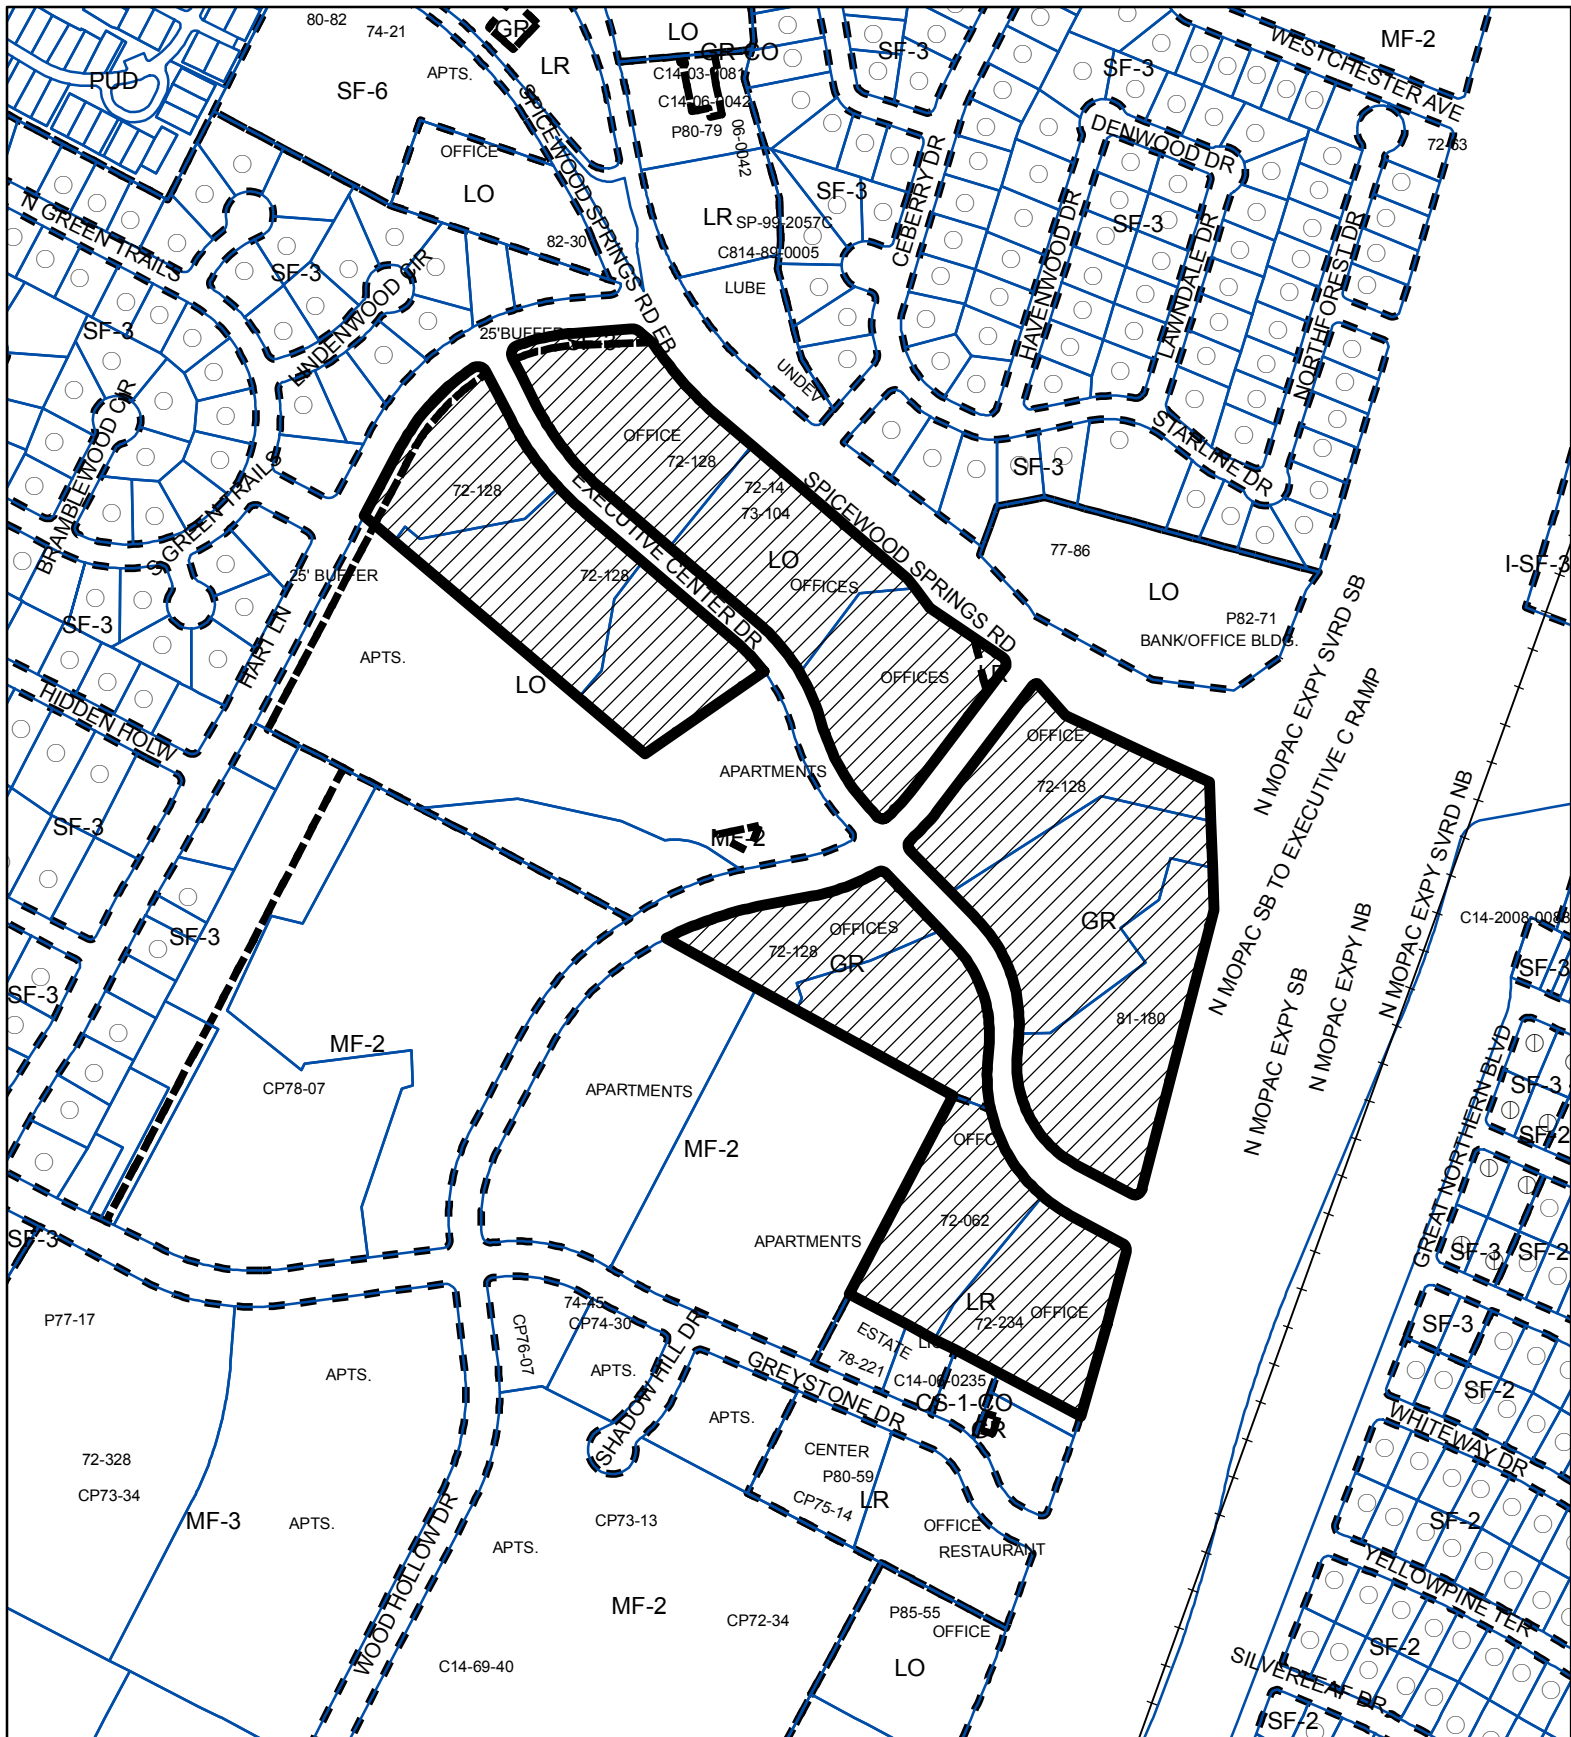 80-82
74-21
GR
LO
GR-CO
SF-3
MF-2
WESTCHESTER AVE
PUD
SF-6
APTS.
LR
C14-03-0081
C14-06-0042
P80-79
06-0042
SF-3
72-63
DENWOOD DR
OFFICE
LO
SPICEWOOD SPRINGS RD EB
82-30
LR
SP-99-2057C
C814-89-0005
LUBE
SF-3
CEBERRY DR
HAVENWOOD DR
SF-3
LAWNDALE DR
NORTHFOREST DR
N GREEN TRAILS
SF-3
LINDENWOOD CIR
SF-3
25'BUFFER
UNDEV
STARLINE DR
SF-3
BRAMBLEWOOD CIR
S GREEN TRAILS
OFFICE
72-128
72-128
72-14
73-104
EXECUTIVE CENTER DR
SPICEWOOD SPRINGS RD
77-86
I-SF-3
25' BUFFER
72-128
LO
OFFICES
LO
P82-71
BANK/OFFICE BLDG.
SF-3
HART LN
APTS.
LO
OFFICES
LR
N MOPAC EXPY SVRD SB
HIDDEN HOLW
OFFICE
72-128
APARTMENTS
N MOPAC SB TO EXECUTIVE C RAMP
N MOPAC EXPY SVRD NB
SF-3
MF-2
C14-2008-0088
SF-3
OFFICES
72-128
GR
GR
SF-3
SF-3
N MOPAC EXPY SB
N MOPAC EXPY NB
81-180
MF-2
CP78-07
APARTMENTS
GREAT NORTHERN BLVD
SF-3
SF-2
MF-2
72-062
APARTMENTS
SF-3
SF-3
SF-2
P77-17
74-45
CP74-30
CP76-07
LR
72-234
OFFICE
SF-3
ESTATE
78-221
C14-06-0235
APTS.
APTS.
SHADOW HILL DR
GREYSTONE DR
CS-1-CO
GR
SF-2
WHITEWAY DR
APTS.
CENTER
P80-59
CP75-14
LR
72-328
CP73-34
MF-3
APTS.
CP73-13
OFFICE
RESTAURANT
SF-2
APTS.
WOOD HOLLOW DR
YELLOWPINE TER
MF-2
CP72-34
P85-55
OFFICE
SF-2
C14-69-40
LO
SILVERLEAF DR.
SF-2